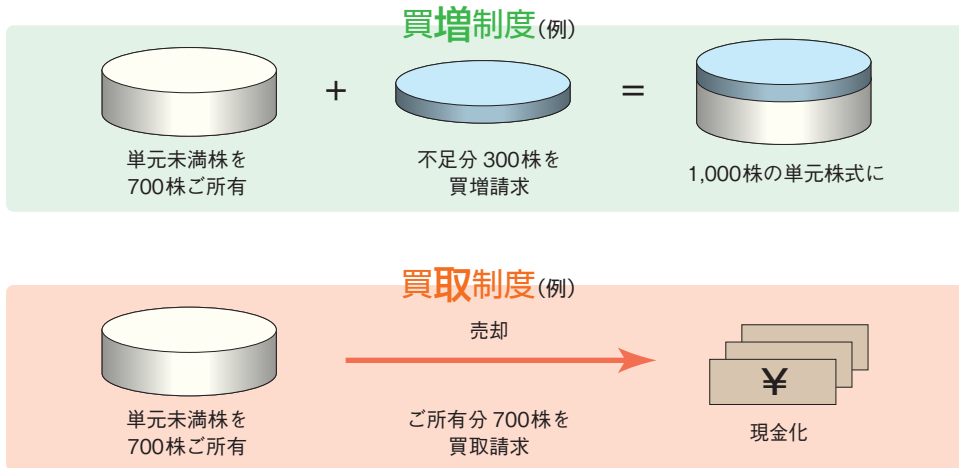 買増制度(例)
+
=
単元未満株を
700株ご所有
不足分300株を
買増請求
1,000株の単元株式に
買取制度(例)
売却
¥
単元未満株を
700株ご所有
ご所有分700株を
買取請求
現金化